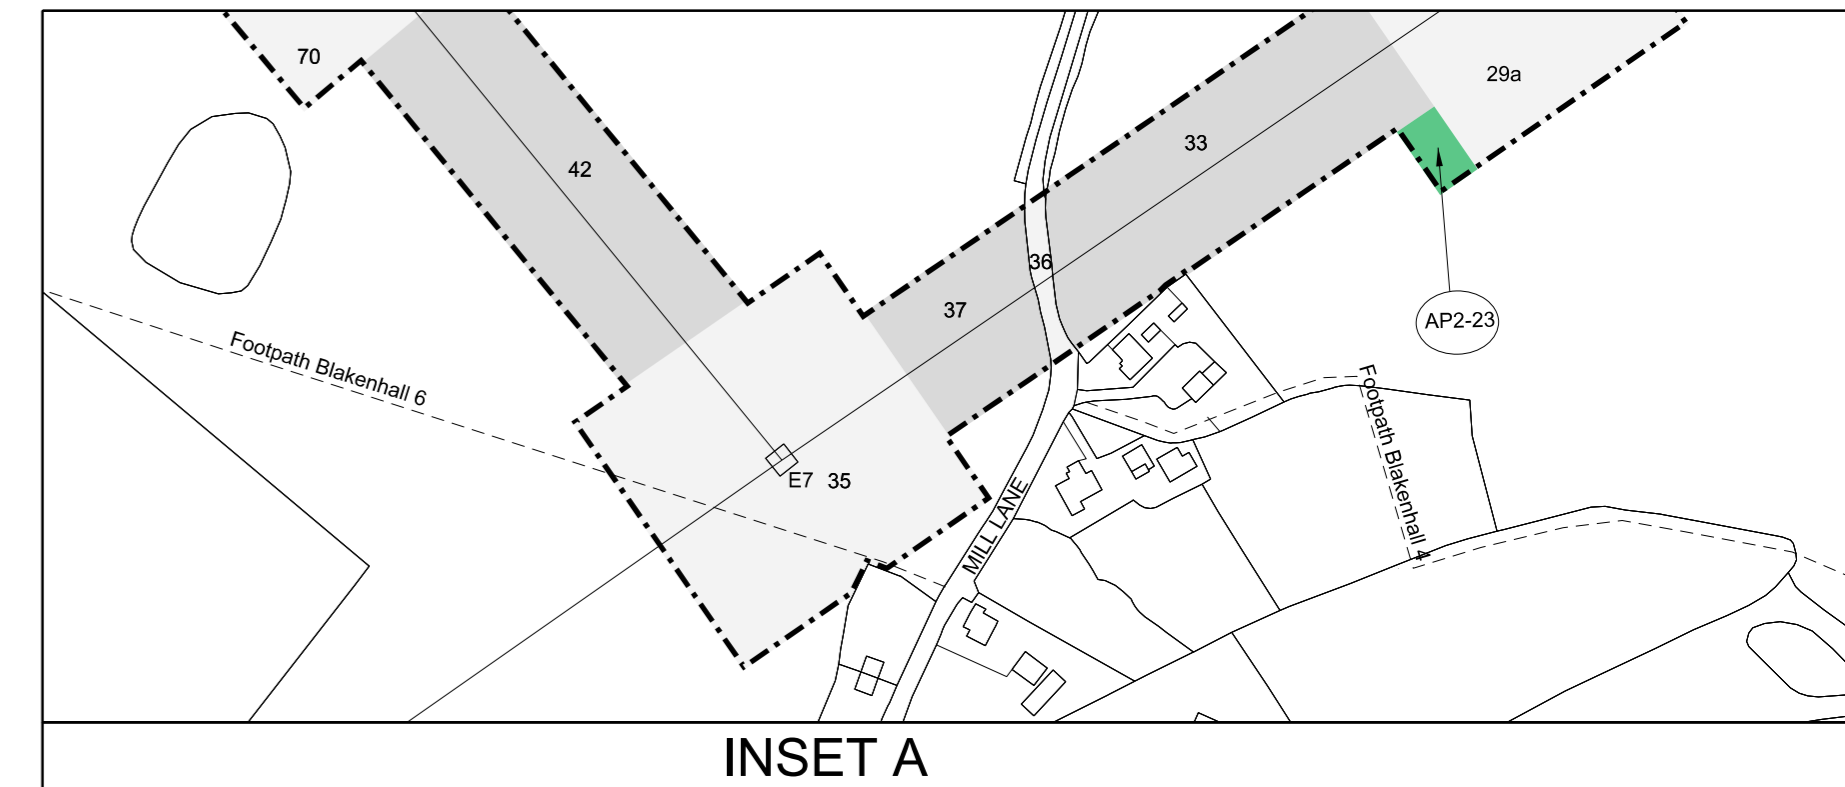 70
29a
42
33
36
37
AP2-23
Footpath Blakenhall 6
Footpath Blakenhall 4
E7 35
MILL LANE
INSET A